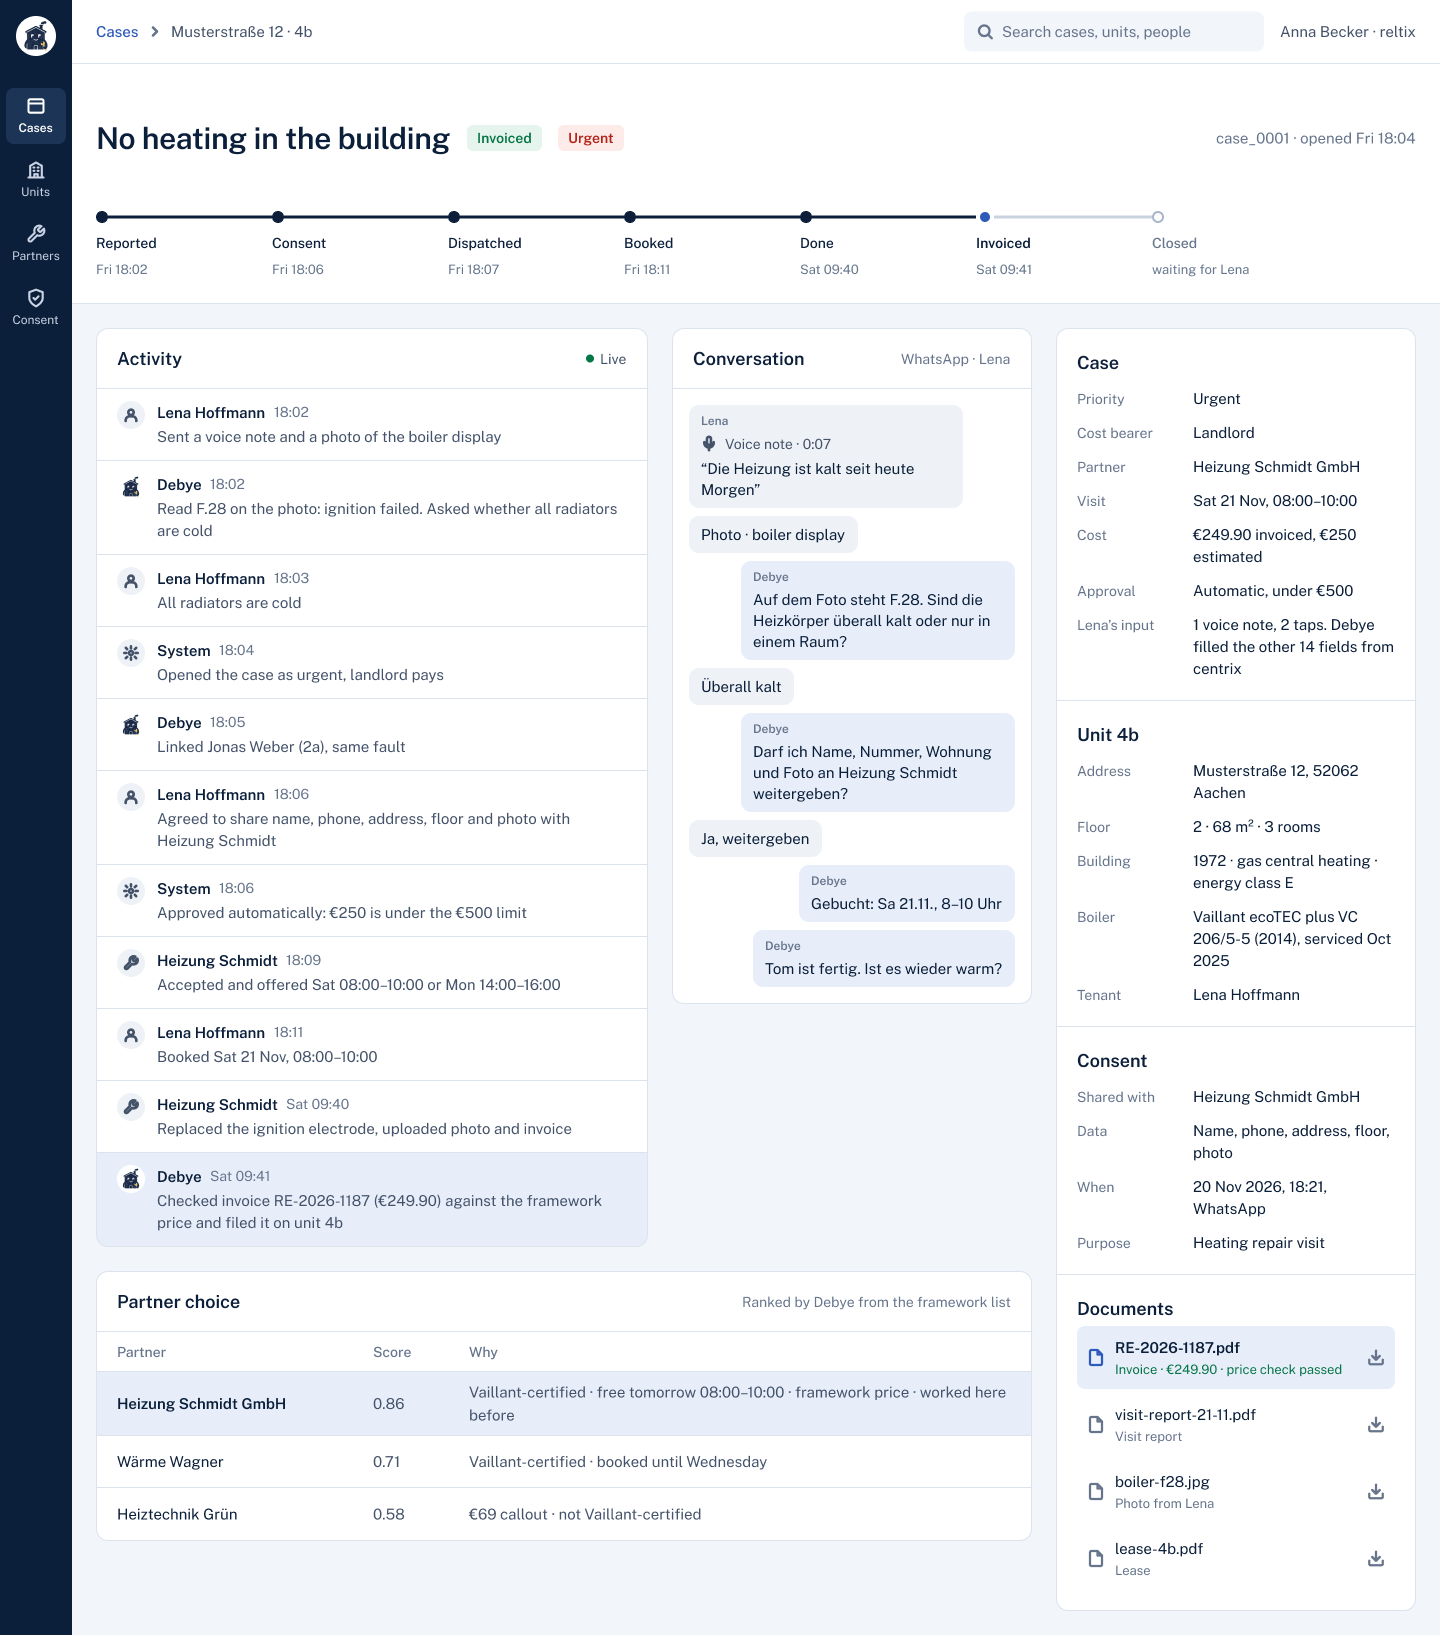 Cases
Musterstraße 12 · 4b
Search cases, units, people
Anna Becker · reltix
Cases
Units
Partners
Consent
No heating in the building
Invoiced
Urgent
case_0001 · opened Fri 18:04
Reported
Fri 18:02
Consent
Fri 18:06
Dispatched
Fri 18:07
Booked
Fri 18:11
Done
Sat 09:40
Invoiced
Sat 09:41
Closed
waiting for Lena
Activity
Live
Lena Hoffmann 18:02
Sent a voice note and a photo of the boiler display
Debye 18:02
Read F.28 on the photo: ignition failed. Asked whether all radiators
are cold
Lena Hoffmann 18:03
All radiators are cold
System 18:04
Opened the case as urgent, landlord pays
Debye 18:05
Linked Jonas Weber (2a), same fault
Lena Hoffmann 18:06
Agreed to share name, phone, address, floor and photo with
Heizung Schmidt
System 18:06
Approved automatically: €250 is under the €500 limit
Heizung Schmidt 18:09
Accepted and offered Sat 08:00–10:00 or Mon 14:00–16:00
Lena Hoffmann 18:11
Booked Sat 21 Nov, 08:00–10:00
Heizung Schmidt Sat 09:40
Replaced the ignition electrode, uploaded photo and invoice
Debye Sat 09:41
Checked invoice RE-2026-1187 (€249.90) against the framework
price and filed it on unit 4b
Conversation
WhatsApp · Lena
Lena
Voice note · 0:07
“Die Heizung ist kalt seit heute
Morgen”
Photo · boiler display
Debye
Auf dem Foto steht F.28. Sind die
Heizkörper überall kalt oder nur in
einem Raum?
Überall kalt
Debye
Darf ich Name, Nummer, Wohnung
und Foto an Heizung Schmidt
weitergeben?
Ja, weitergeben
Debye
Gebucht: Sa 21.11., 8–10 Uhr
Debye
Tom ist fertig. Ist es wieder warm?
Partner choice
Ranked by Debye from the framework list
Partner Score Why
Heizung Schmidt GmbH 0.86 Vaillant-certified · free tomorrow 08:00–10:00 · framework price · worked here
before
Wärme Wagner 0.71 Vaillant-certified · booked until Wednesday
Heiztechnik Grün 0.58 €69 callout · not Vaillant-certified
Case
Priority Urgent
Cost bearer Landlord
Partner Heizung Schmidt GmbH
Visit Sat 21 Nov, 08:00–10:00
Cost €249.90 invoiced, €250
estimated
Approval Automatic, under €500
Lena’s input 1 voice note, 2 taps. Debye
filled the other 14 fields from
centrix
Unit 4b
Address Musterstraße 12, 52062
Aachen
Floor 2 · 68 m² · 3 rooms
Building 1972 · gas central heating ·
energy class E
Boiler Vaillant ecoTEC plus VC
206/5-5 (2014), serviced Oct
2025
Tenant Lena Hoffmann
Consent
Shared with Heizung Schmidt GmbH
Data Name, phone, address, floor,
photo
When 20 Nov 2026, 18:21,
WhatsApp
Purpose Heating repair visit
Documents
RE-2026-1187.pdf
Invoice · €249.90 · price check passed
visit-report-21-11.pdf
Visit report
boiler-f28.jpg
Photo from Lena
lease-4b.pdf
Lease